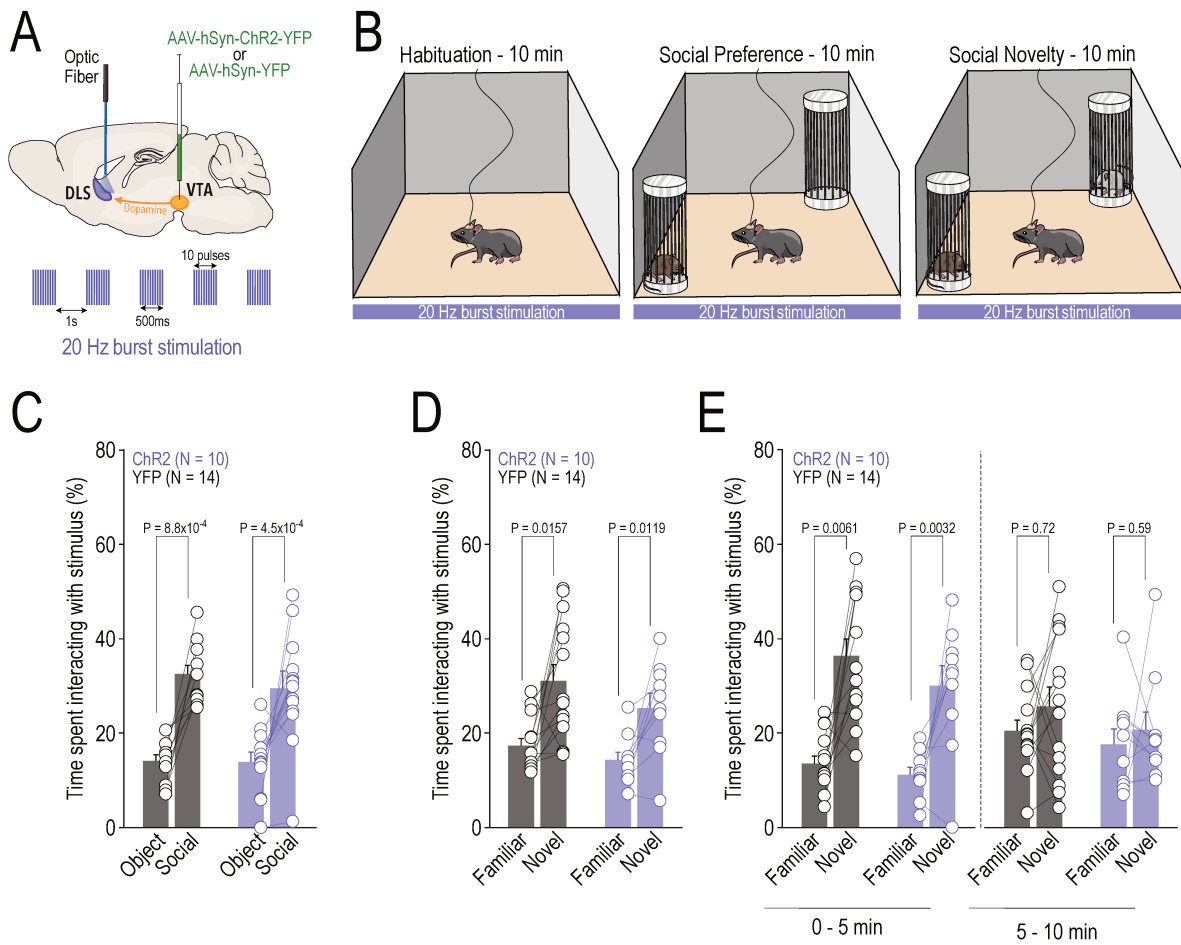 A
AAV-hSyn-ChR2-YFP
or
AAV-hSyn-YFP
Optic
Fiber
DLS
VTA
Dopamine
10 pulses
1s
500ms
20 Hz burst stimulation
B
Habituation - 10 min
Social Preference - 10 min
Social Novelty - 10 min
20 Hz burst stimulation
20 Hz burst stimulation
20 Hz burst stimulation
C
Time spent interacting with stimulus (%)
80
60
40
20
0
ChR2 (N = 10)
YFP (N = 14)
P = 8.8x10-4
P = 4.5x10-4
Object
Social
Object
Social
D
Time spent interacting with stimulus (%)
80
60
40
20
0
ChR2 (N = 10)
YFP (N = 14)
P = 0.0157
P = 0.0119
Familiar
Novel
Familiar
Novel
E
Time spent interacting with stimulus (%)
80
60
40
20
0
ChR2 (N = 10)
YFP (N = 14)
P = 0.0061
P = 0.0032
P = 0.72
P = 0.59
Familiar
Novel
Familiar
Novel
Familiar
Novel
Familiar
Novel
0 - 5 min
5 - 10 min